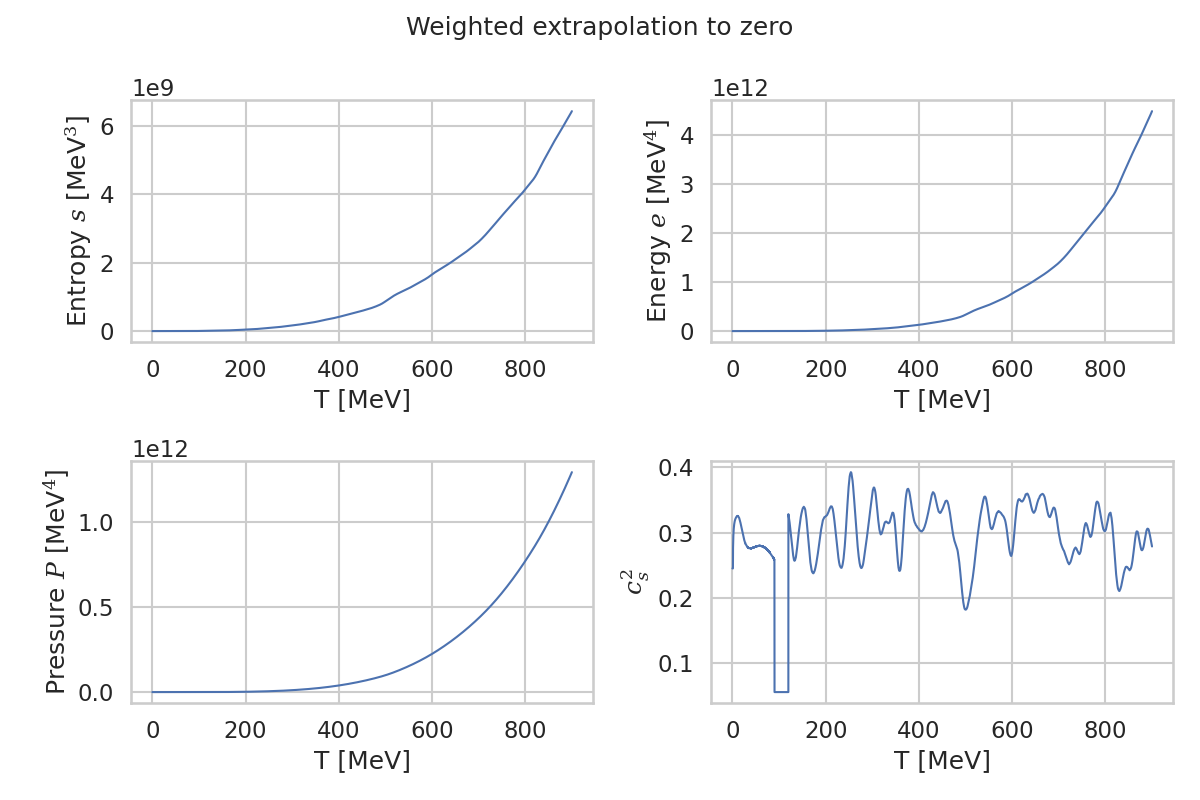 Weighted extrapolation to zero
1e9
Entropy s [MeV³]
6
4
2
0
0 200 400 600 800
T [MeV]
1e12
Energy e [MeV⁴]
4
3
2
1
0
0 200 400 600 800
T [MeV]
1e12
Pressure P [MeV⁴]
1.0
0.5
0.0
0 200 400 600 800
T [MeV]
c_s^2
0.4
0.3
0.2
0.1
0 200 400 600 800
T [MeV]